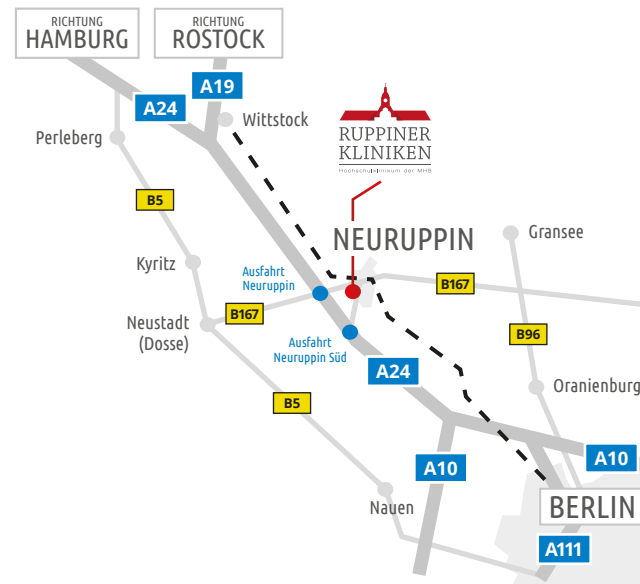 RICHTUNG
HAMBURG
RICHTUNG
ROSTOCK
A19
A24
Wittstock
Perleberg
RUPPINER
KLINIKEN
Hochschulklinikum der MHB
B5
NEURUPPIN
Gransee
Kyritz
Ausfahrt
Neuruppin
B167
B167
Neustadt
(Dosse)
Ausfahrt
Neuruppin Süd
B96
A24
Oranienburg
B5
A10
A10
Nauen
BERLIN
A111